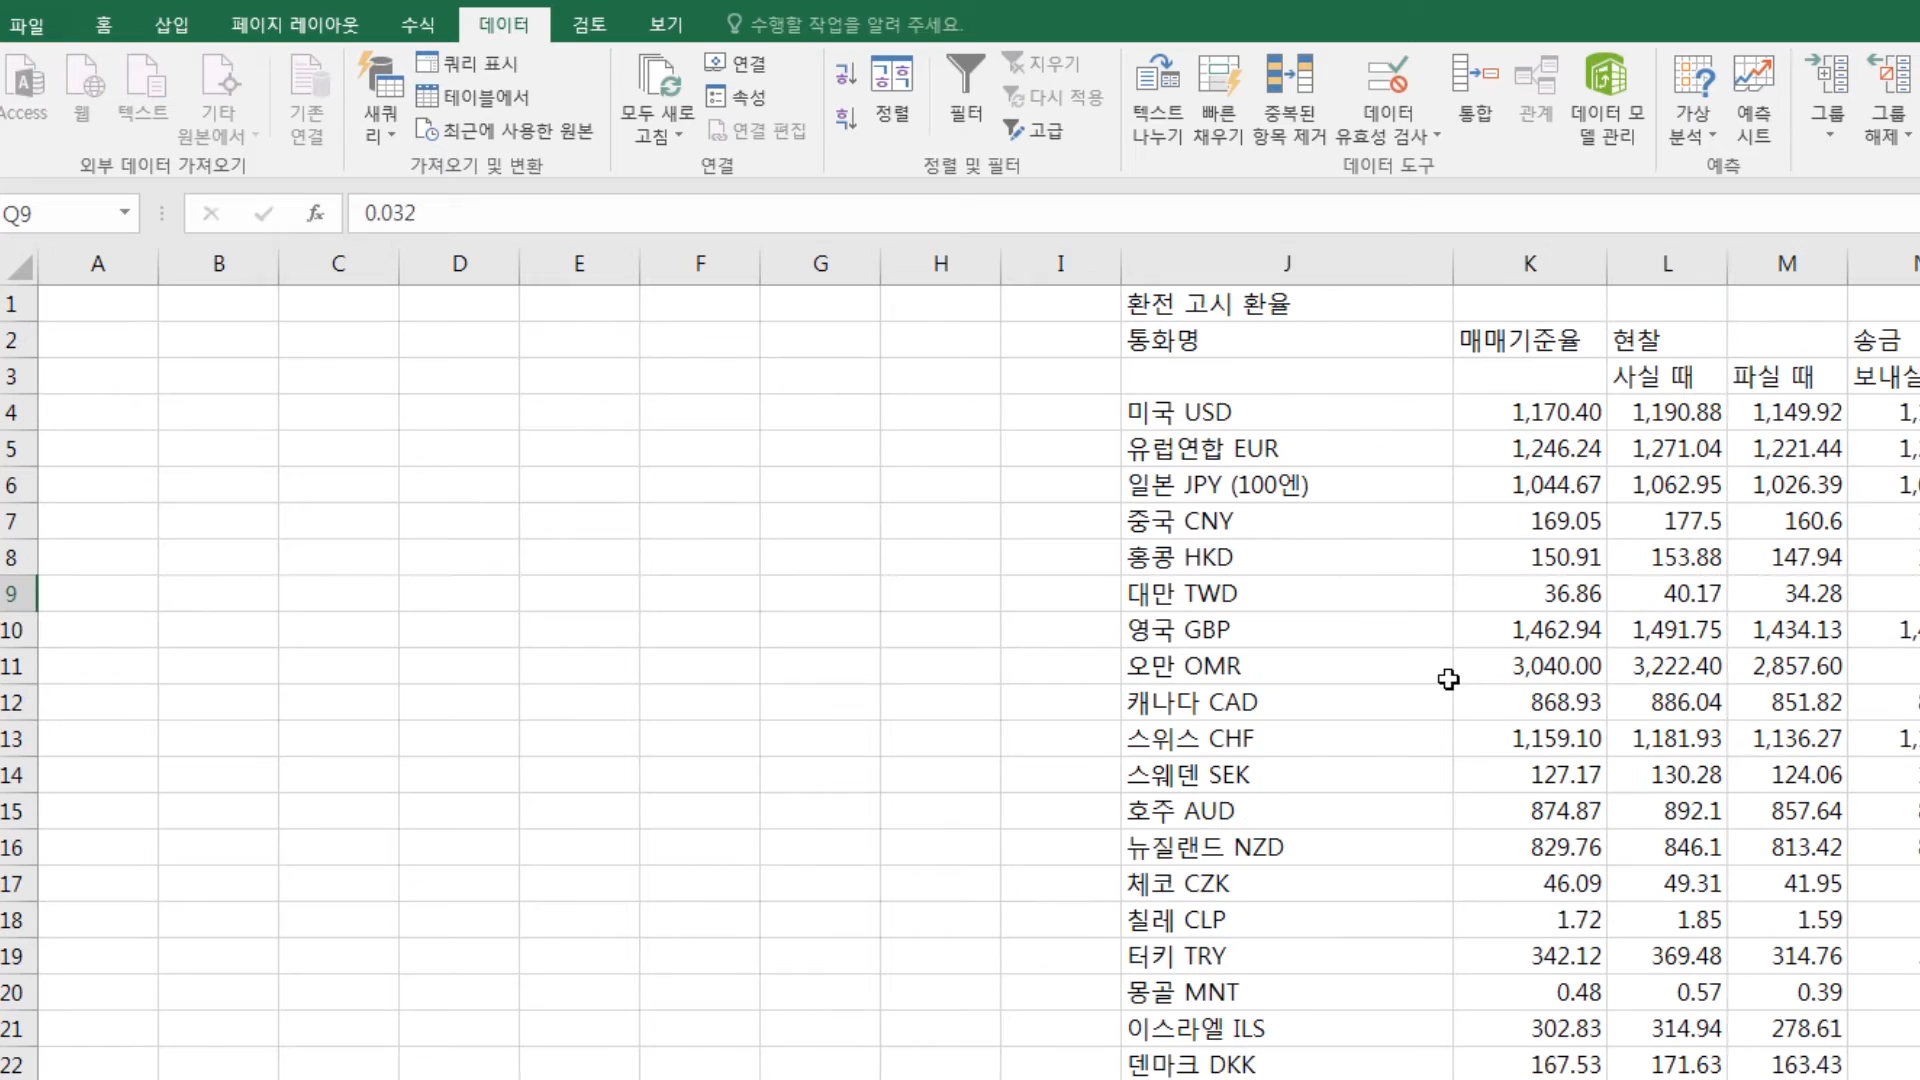 파일 홈 삽입 페이지 레이아웃 수식 데이터 검토 보기 수행할 작업을 알려 주세요.
Access 웹 텍스트 기타 원본에서 기존 연결
외부 데이터 가져오기
새 쿼리 쿼리 표시 테이블에서 최근에 사용한 원본
가져오기 및 변환
모두 새로 고침 연결 속성 연결 편집
연결
정렬 필터 지우기 다시 적용 고급
정렬 및 필터
텍스트 나누기 빠른 채우기 중복된 항목 제거 데이터 유효성 검사 통합 관계 데이터 모델 관리
데이터 도구
가상 분석 예측 시트
예측
그룹 그룹 해제
Q9 fx 0.032
A B C D E F G H I J K L M
1 환전 고시 환율
2 통화명 매매기준율 현찰 송금
3 사실 때 파실 때 보내실
4 미국 USD 1,170.40 1,190.88 1,149.92
5 유럽연합 EUR 1,246.24 1,271.04 1,221.44
6 일본 JPY (100엔) 1,044.67 1,062.95 1,026.39
7 중국 CNY 169.05 177.5 160.6
8 홍콩 HKD 150.91 153.88 147.94
9 대만 TWD 36.86 40.17 34.28
10 영국 GBP 1,462.94 1,491.75 1,434.13
11 오만 OMR 3,040.00 3,222.40 2,857.60
12 캐나다 CAD 868.93 886.04 851.82
13 스위스 CHF 1,159.10 1,181.93 1,136.27
14 스웨덴 SEK 127.17 130.28 124.06
15 호주 AUD 874.87 892.1 857.64
16 뉴질랜드 NZD 829.76 846.1 813.42
17 체코 CZK 46.09 49.31 41.95
18 칠레 CLP 1.72 1.85 1.59
19 터키 TRY 342.12 369.48 314.76
20 몽골 MNT 0.48 0.57 0.39
21 이스라엘 ILS 302.83 314.94 278.61
22 덴마크 DKK 167.53 171.63 163.43